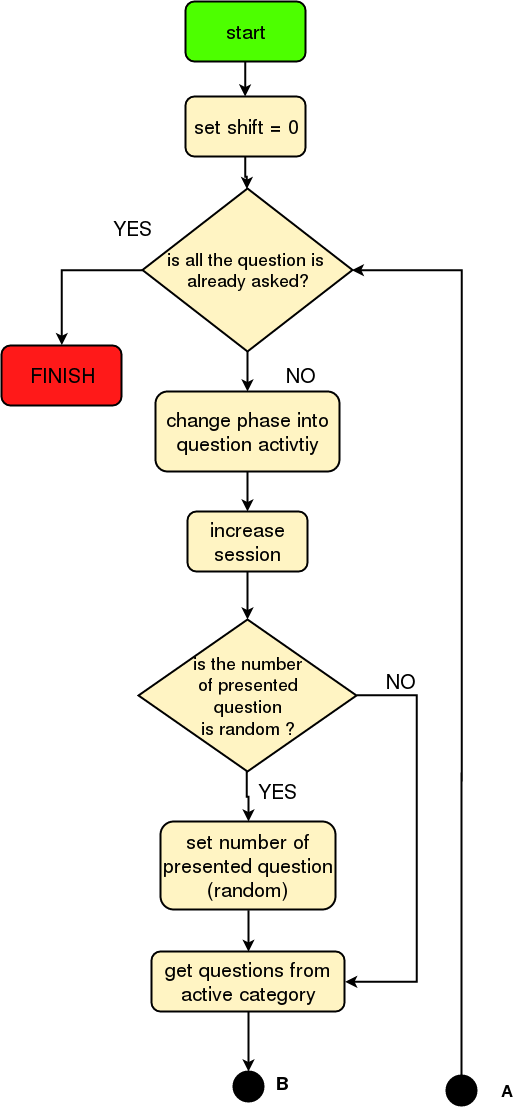 start
set shift = 0
YES
is all the question is
already asked?
FINISH
NO
change phase into
question activtiy
increase
session
is the number
of presented
question
is random ?
NO
YES
set number of
presented question
(random)
get questions from
active category
B
A